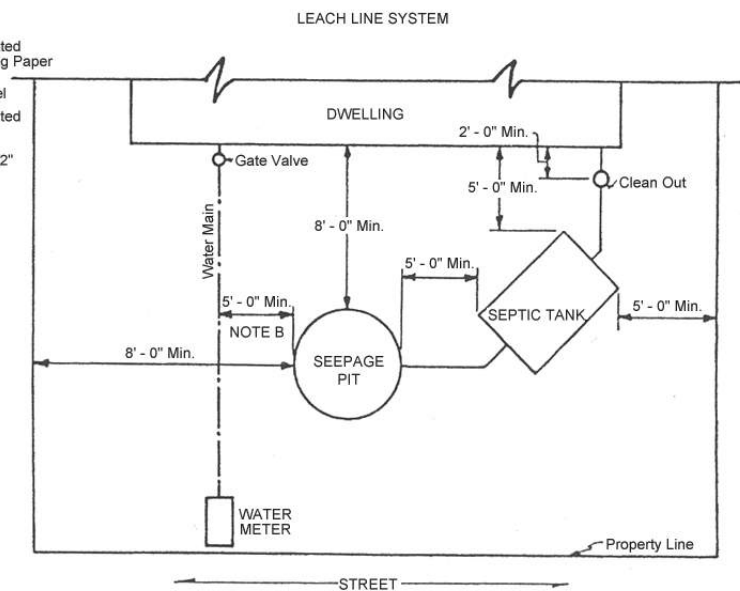 LEACH LINE SYSTEM
ted
g Paper
el
ted
2"
DWELLING
2' - 0" Min.
Gate Valve
5' - 0" Min.
Clean Out
Water Main
8' - 0" Min.
5' - 0" Min.
5' - 0" Min.
NOTE B
SEPTIC TANK
5' - 0" Min.
8' - 0" Min.
SEEPAGE
PIT
WATER
METER
Property Line
STREET